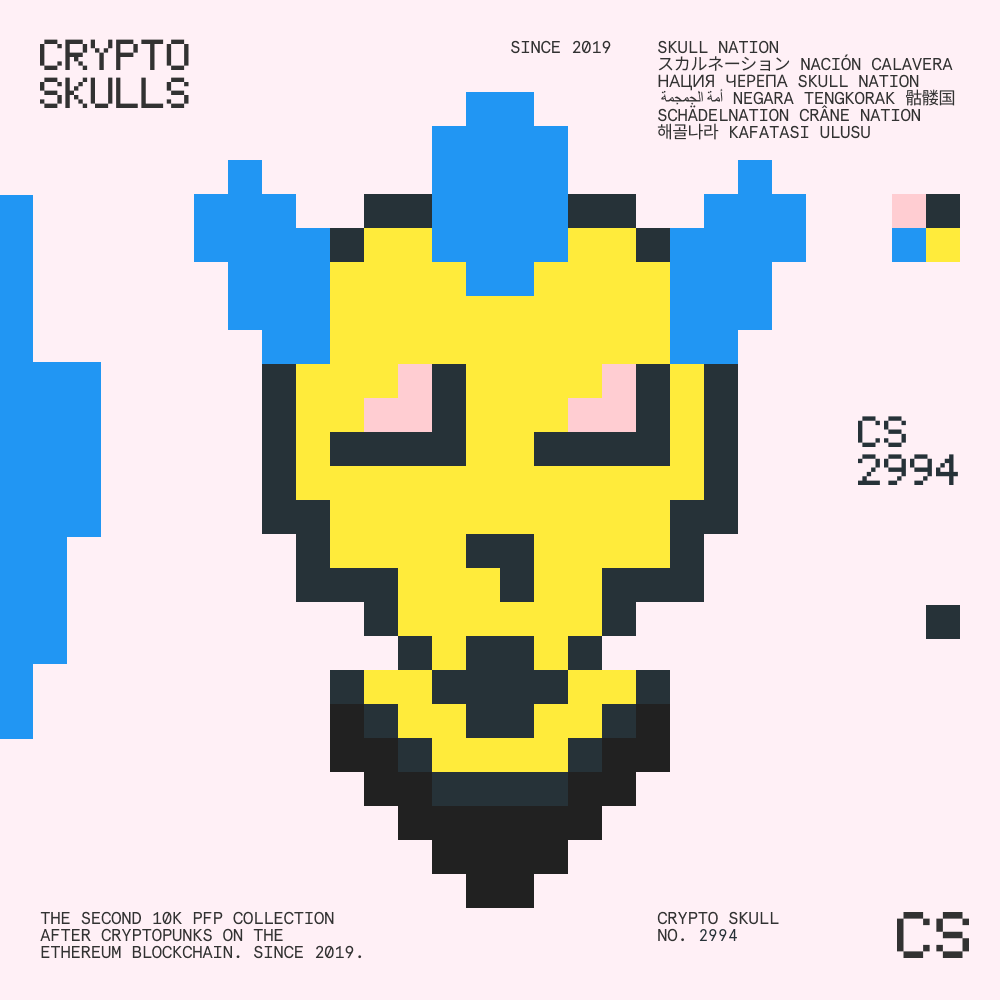 CRYPTO
SKULLS
SINCE 2019
SKULL NATION
スカルネーション NACIÓN CALAVERA
НАЦИЯ ЧЕРЕПА SKULL NATION
أمة الجمجمة NEGARA TENGKORAK 骷髅国
SCHÄDELNATION CRÂNE NATION
해골나라 KAFATASI ULUSU
CS
2994
THE SECOND 10K PFP COLLECTION
AFTER CRYPTOPUNKS ON THE
ETHEREUM BLOCKCHAIN. SINCE 2019.
CRYPTO SKULL
NO. 2994
CS